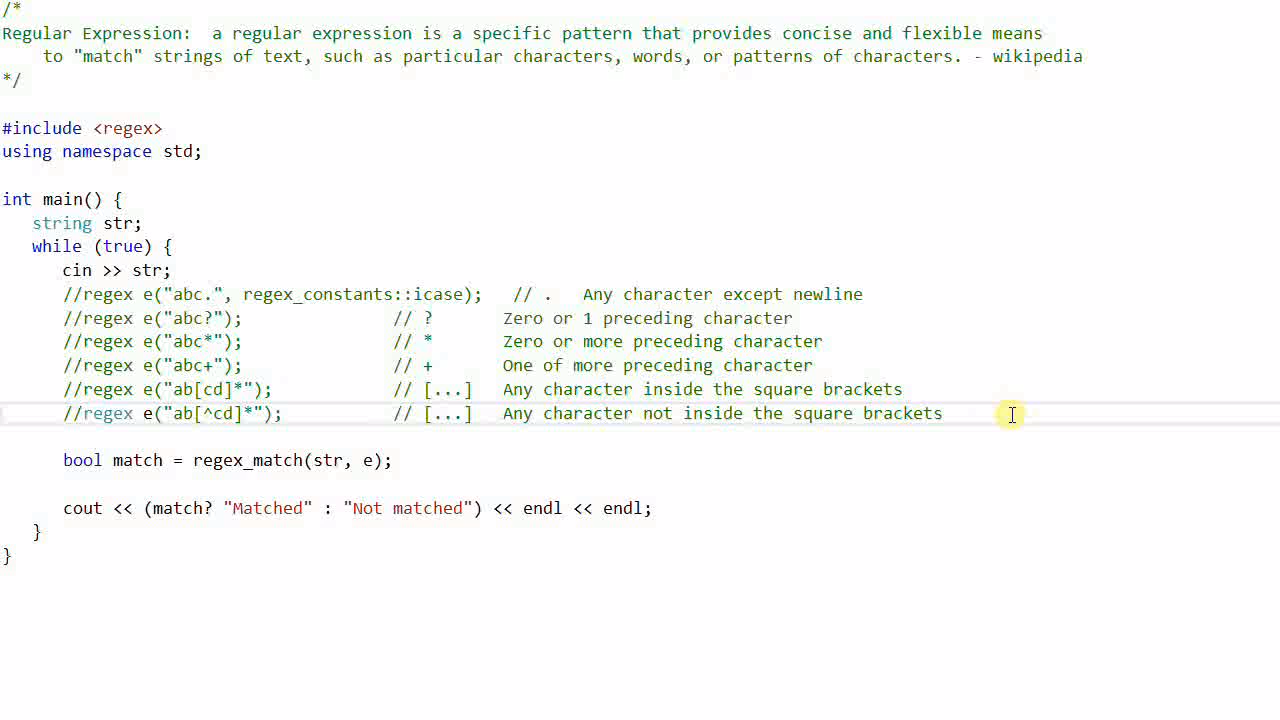 /*
Regular Expression:  a regular expression is a specific pattern that provides concise and flexible means
    to "match" strings of text, such as particular characters, words, or patterns of characters. - wikipedia
*/
#include <regex>
using namespace std;
int main() {
   string str;
   while (true) {
      cin >> str;
      //regex e("abc.", regex_constants::icase);   // .   Any character except newline
      //regex e("abc?");               // ?       Zero or 1 preceding character
      //regex e("abc*");               // *       Zero or more preceding character
      //regex e("abc+");               // +       One of more preceding character
      //regex e("ab[cd]*");            // [...]   Any character inside the square brackets
      //regex e("ab[^cd]*");           // [...]   Any character not inside the square brackets
      bool match = regex_match(str, e);
      cout << (match? "Matched" : "Not matched") << endl << endl;
   }
}